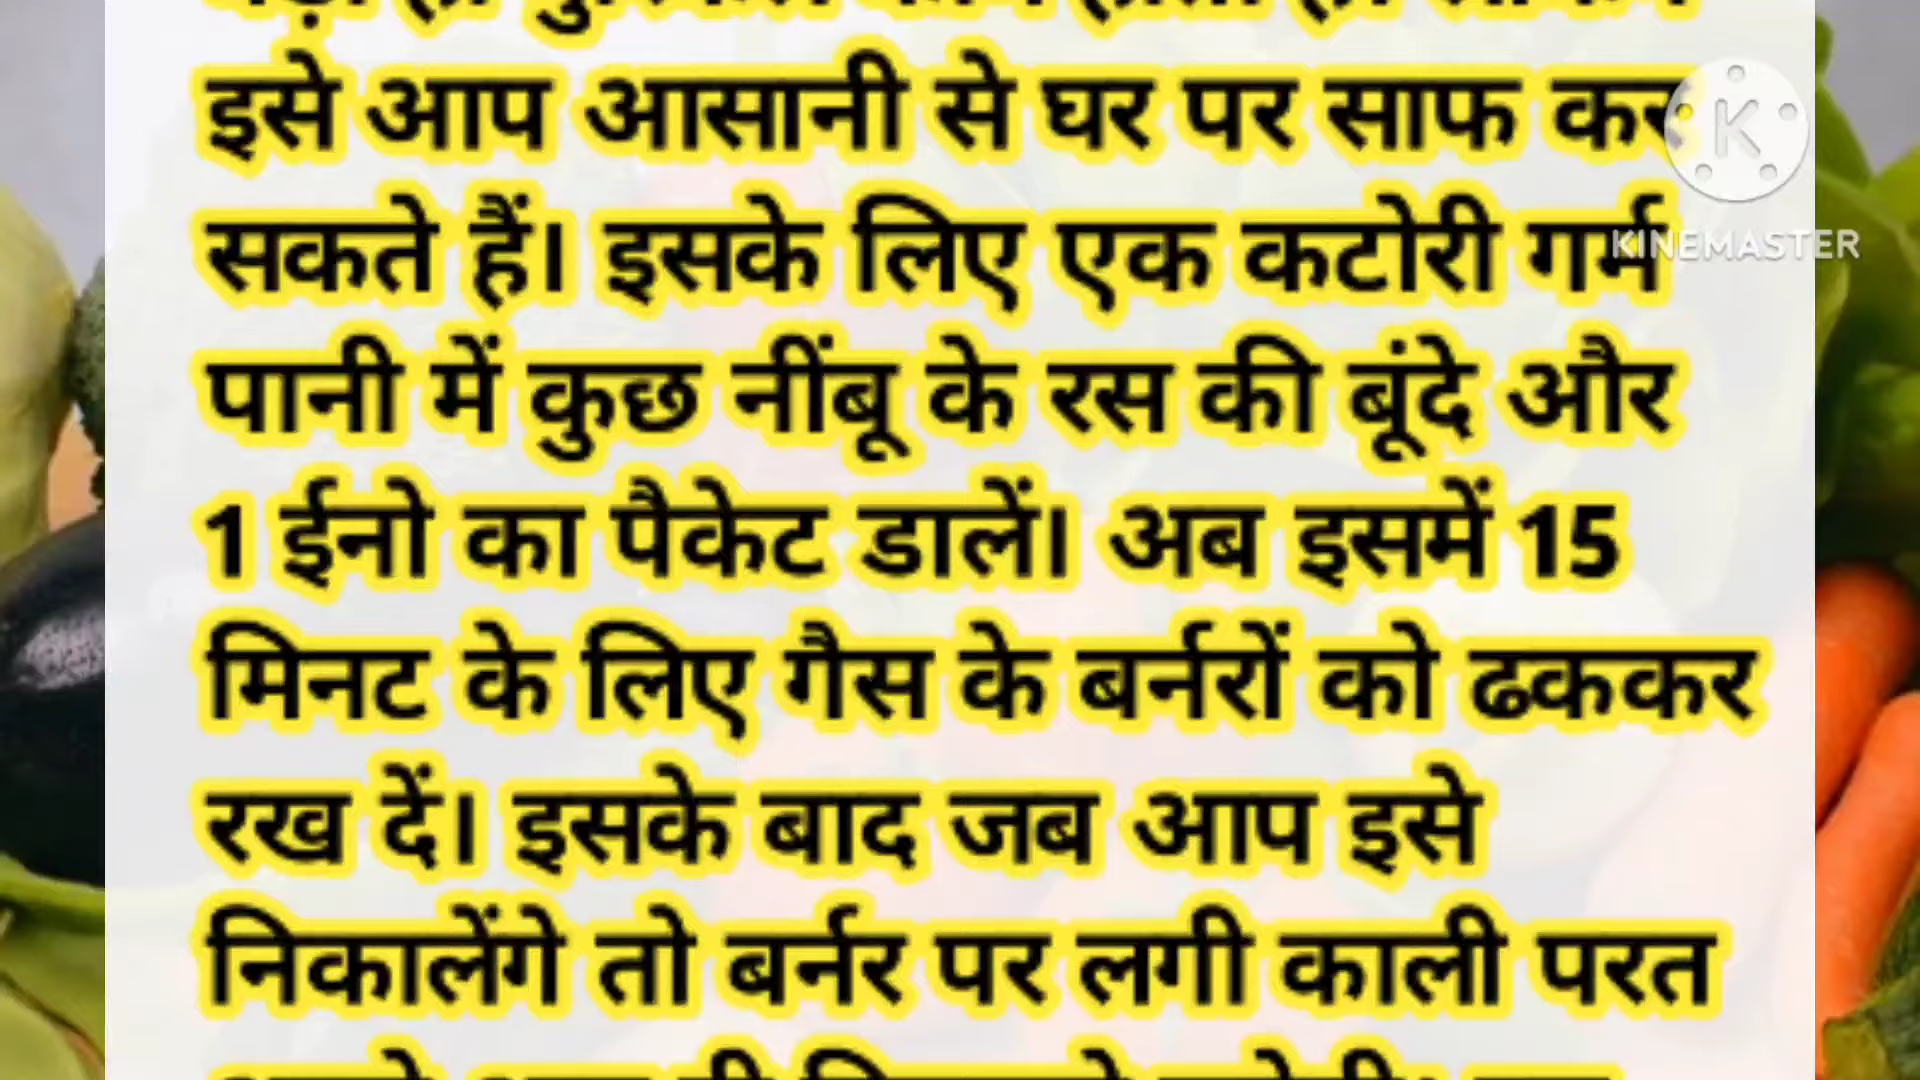 इसे आप आसानी से घर पर साफ कर
सकते हैं। इसके लिए एक कटोरी गर्म
पानी में कुछ नींबू के रस की बूंदे और
1 ईनो का पैकेट डालें। अब इसमें 15
मिनट के लिए गैस के बर्नरों को ढककर
रख दें। इसके बाद जब आप इसे
निकालेंगे तो बर्नर पर लगी काली परत
K
KINEMASTER